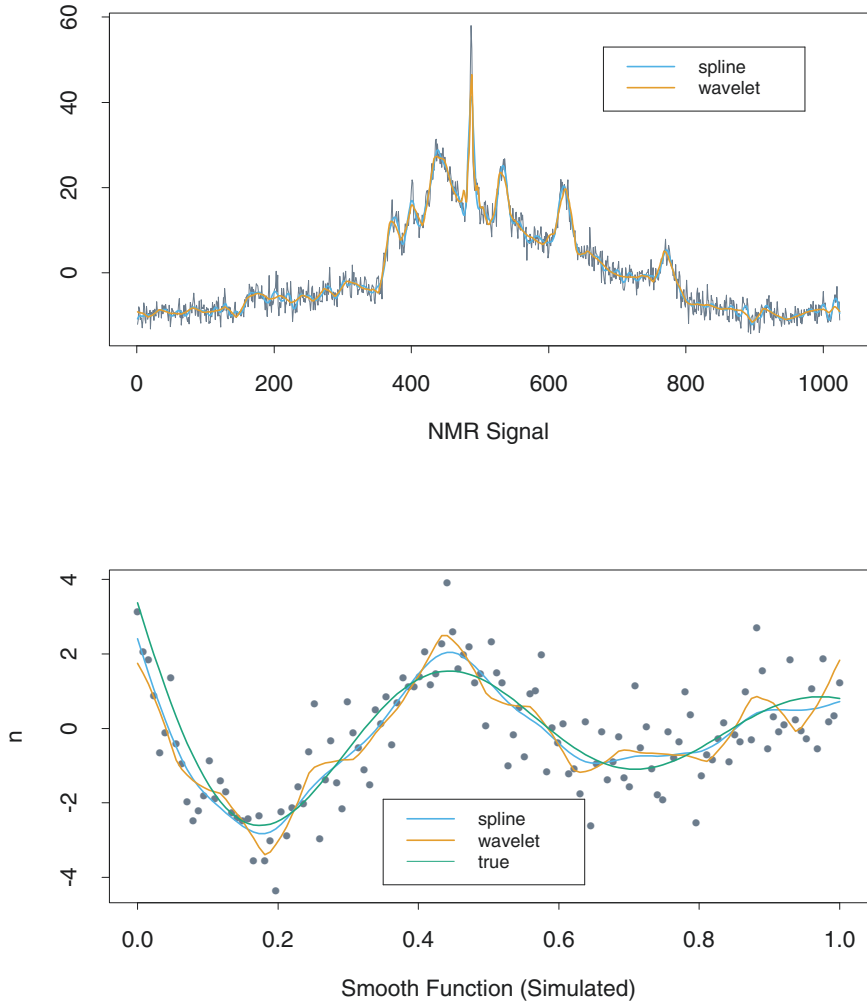 60
40
20
0
spline
wavelet
0 200 400 600 800 1000
NMR Signal
4
2
0
-2
-4
n
spline
wavelet
true
0.0 0.2 0.4 0.6 0.8 1.0
Smooth Function (Simulated)